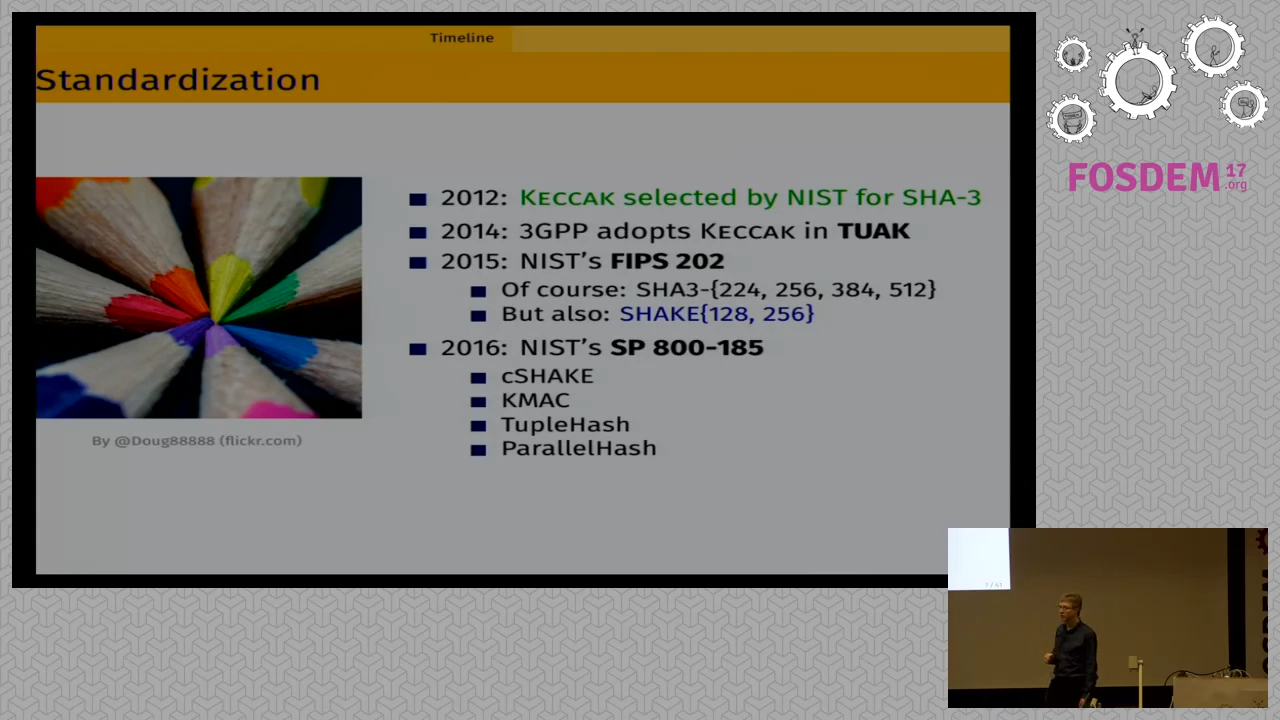 Timeline
Standardization
2012: KECCAK selected by NIST for SHA-3
2014: 3GPP adopts KECCAK in TUAK
2015: NIST's FIPS 202
Of course: SHA3-{224, 256, 384, 512}
But also: SHAKE{128, 256}
2016: NIST's SP 800-185
cSHAKE
KMAC
TupleHash
ParallelHash
By @Doug88888 (flickr.com)
FOSDEM 17
.org